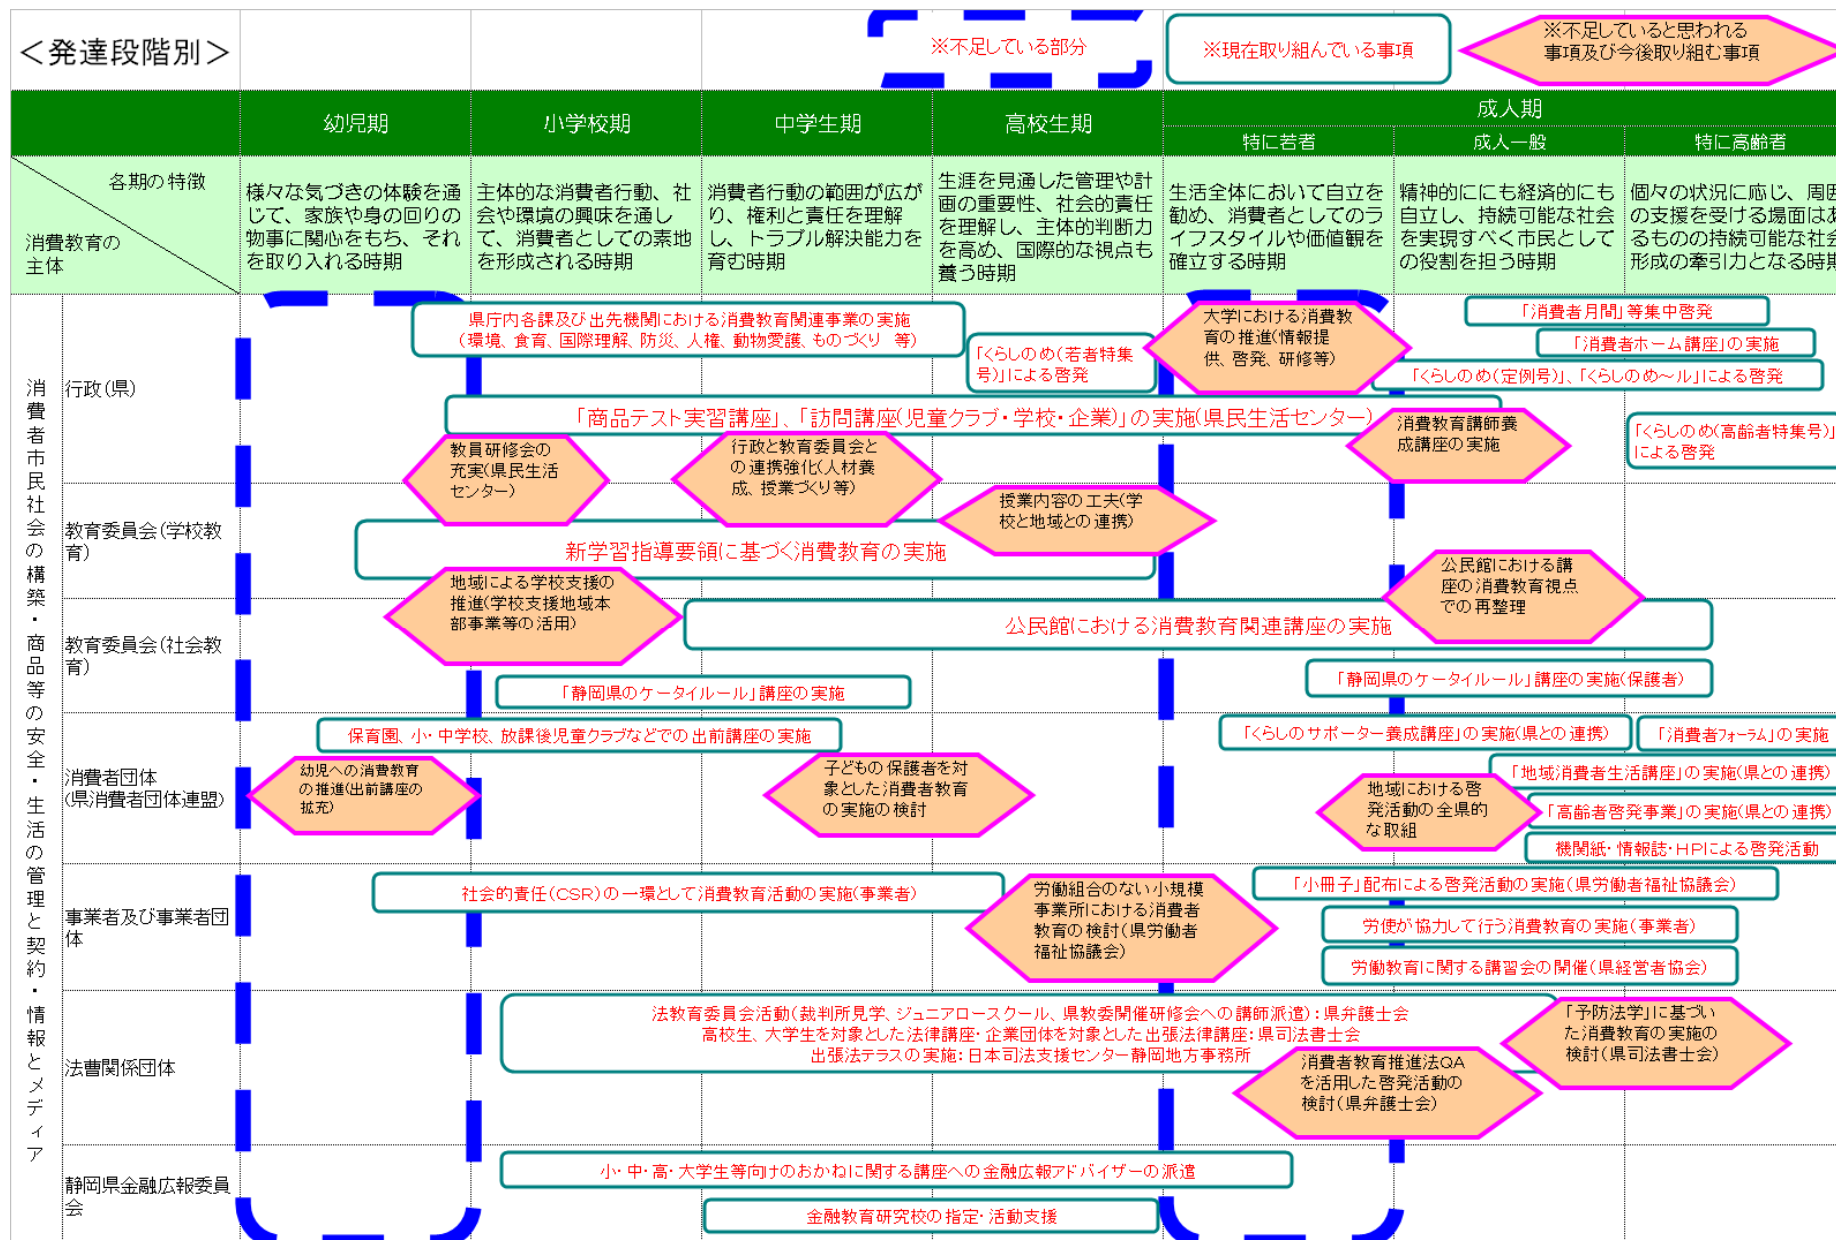 ＜発達段階別＞
※不足している部分
※現在取り組んでいる事項
※不足していると思われる
事項及び今後取り組む事項
幼児期
小学校期
中学生期
高校生期
成人期
特に若者
成人一般
特に高齢者
各期の特徴
消費教育の
主体
様々な気づきの体験を通
じて、家族や身の回りの
物事に関心をもち、それ
を取り入れる時期
主体的な消費者行動、社
会や環境の興味を通し
て、消費者としての素地
を形成される時期
消費者行動の範囲が広が
り、権利と責任を理解
し、トラブル解決能力を
育む時期
生涯を見通した管理や計
画の重要性、社会的責任
を理解し、主体的判断力
を高め、国際的な視点も
養う時期
生活全体において自立を
勧め、消費者としてのラ
イフスタイルや価値観を
確立する時期
精神的ににも経済的にも
自立し、持続可能な社会
を実現すべく市民として
の役割を担う時期
個々の状況に応じ、周囲
の支援を受ける場面はあ
るものの持続可能な社会
形成の牽引力となる時期
消費者市民社会の構築・商品等の安全・生活の管理と契約・情報とメディア
行政(県)
県庁内各課及び出先機関における消費教育関連事業の実施
(環境、食育、国際理解、防災、人権、動物愛護、ものづくり 等)
「くらしのめ(若者特集
号)」による啓発
大学における消費教
育の推進(情報提
供、啓発、研修等)
「消費者月間」等集中啓発
「消費者ホーム講座」の実施
「くらしのめ(定例号)」、「くらしのめ～ル」による啓発
「商品テスト実習講座」、「訪問講座(児童クラブ・学校・企業)」の実施(県民生活センター)
消費教育講師養
成講座の実施
「くらしのめ(高齢者特集号)」
による啓発
教員研修会の
充実(県民生活
センター)
行政と教育委員会と
の連携強化(人材養
成、授業づくり等)
教育委員会(学校教
育)
授業内容の工夫(学
校と地域との連携)
新学習指導要領に基づく消費教育の実施
公民館における講
座の消費教育視点
での再整理
地域による学校支援の
推進(学校支援地域本
部事業等の活用)
教育委員会(社会教
育)
公民館における消費教育関連講座の実施
「静岡県のケータイルール」講座の実施
「静岡県のケータイルール」講座の実施(保護者)
消費者団体
(県消費者団体連盟)
保育園、小・中学校、放課後児童クラブなどでの出前講座の実施
「くらしのサポーター養成講座」の実施(県との連携)
「消費者フォーラム」の実施
幼児への消費教育
の推進(出前講座の
拡充)
子どもの保護者を対
象とした消費者教育
の実施の検討
地域における啓
発活動の全県的
な取組
「地域消費者生活講座」の実施(県との連携)
「高齢者啓発事業」の実施(県との連携)
機関紙・情報誌・HPによる啓発活動
事業者及び事業者団
体
社会的責任(CSR)の一環として消費教育活動の実施(事業者)
労働組合のない小規模
事業所における消費者
教育の検討(県労働者
福祉協議会)
「小冊子」配布による啓発活動の実施(県労働者福祉協議会)
労使が協力して行う消費教育の実施(事業者)
労働教育に関する講習会の開催(県経営者協会)
法曹関係団体
法教育委員会活動(裁判所見学、ジュニアロースクール、県教委開催研修会への講師派遣)：県弁護士会
高校生、大学生を対象とした法律講座・企業団体を対象とした出張法律講座：県司法書士会
出張法テラスの実施：日本司法支援センター静岡地方事務所
「予防法学」に基づい
た消費教育の実施の
検討(県司法書士会)
消費者教育推進法QA
を活用した啓発活動の
検討(県弁護士会)
静岡県金融広報委員
会
小・中・高・大学生等向けのおかねに関する講座への金融広報アドバイザーの派遣
金融教育研究校の指定・活動支援